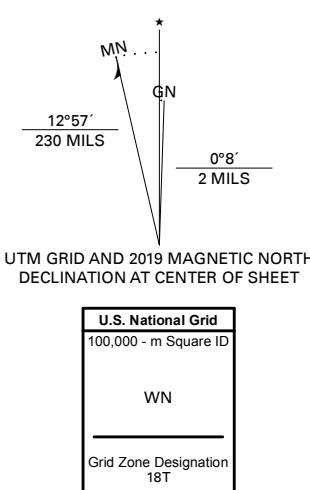 ★
MN
GN
12°57´
230 MILS
0°8´
2 MILS
UTM GRID AND 2019 MAGNETIC NORTH
DECLINATION AT CENTER OF SHEET
U.S. National Grid
100,000 - m Square ID
WN
Grid Zone Designation
18T